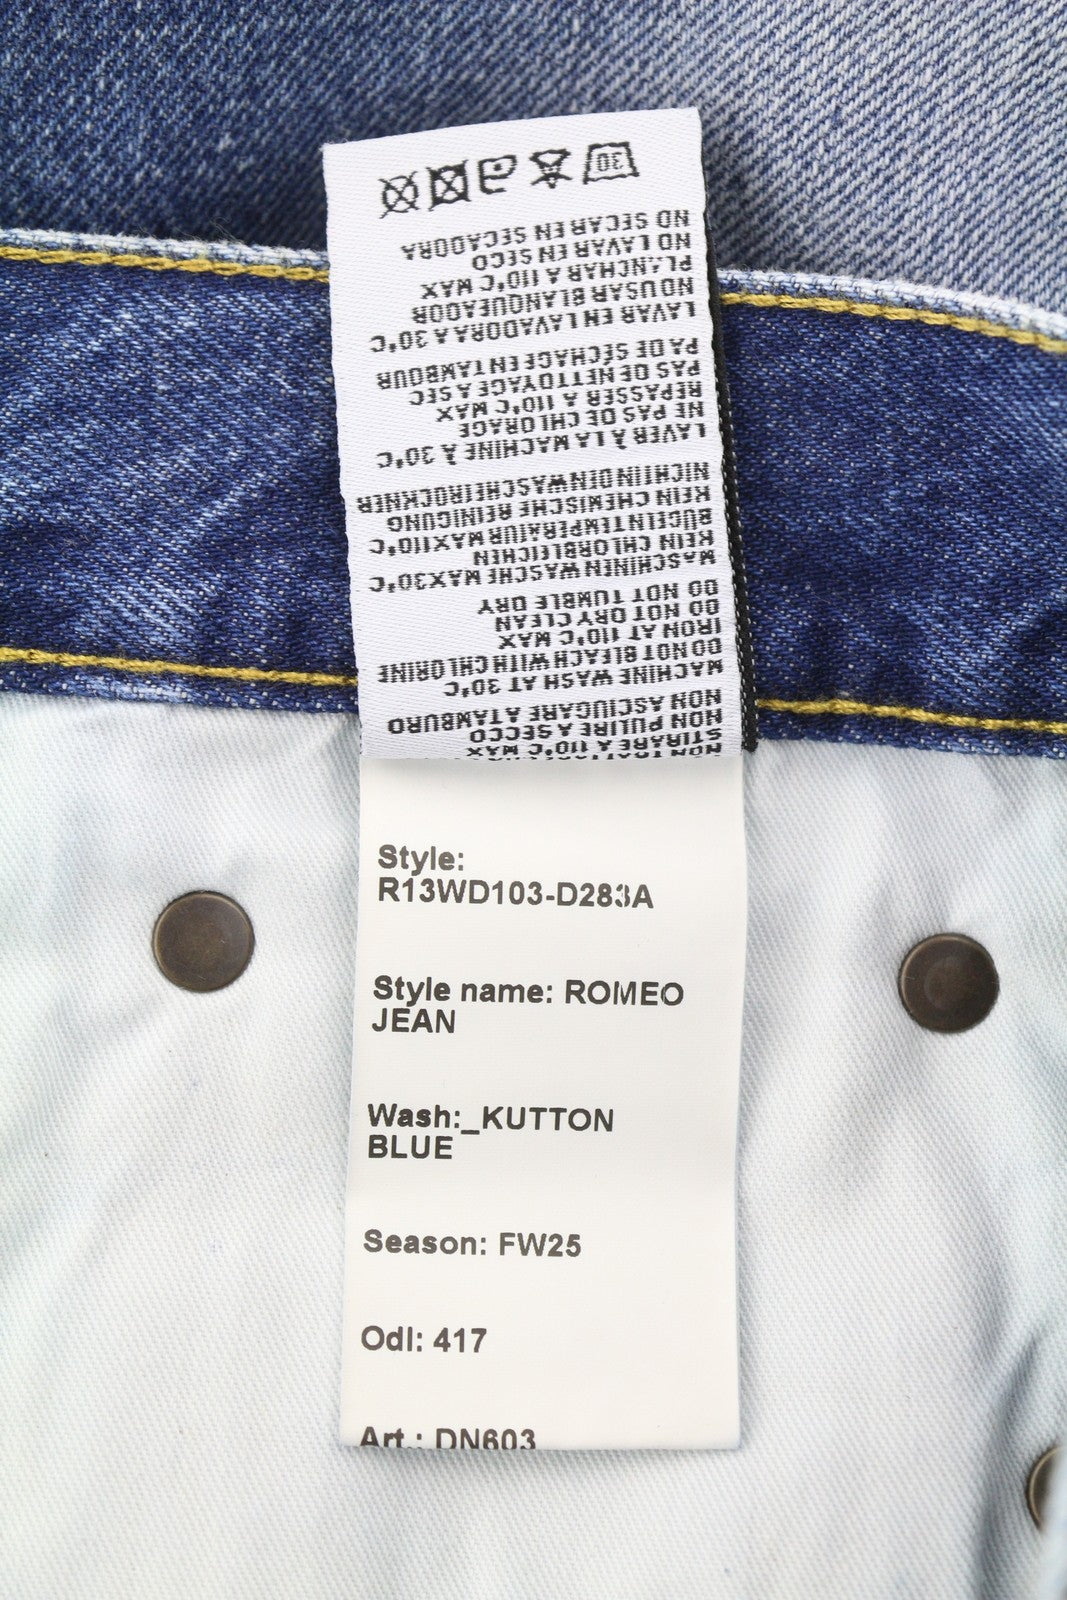 STIRARE A 110°C MAX
NON PULIRE A SECCO
NON ASCIUGARE A TAMBURO
MACHINE WASH AT 30°C
DO NOT BLEACH WITH CHLORINE
IRON AT 110°C MAX
DO NOT DRY CLEAN
DO NOT TUMBLE DRY
MASCHINEN WASCHE MAX30°C
KEIN CHLORBLEICHEN
BUGELN TEMPERATUR MAX110°C
KEIN CHEMISCHE REINIGUNG
NICHT IN DEN WASCHETROCKNER
LAVER À LA MACHINE À 30°C
NE PAS DE CHLORAGE
REPASSER A 110°C MAX
PAS DE NETTOYAGE A SEC
PA DE SÉCHAGE EN TAMBOUR
LAVAR EN LAVADORA A 30°C
NO USAR BLANQUEADOR
PLANCHAR A 110°C MAX
NO LAVAR EN SECO
NO SECAR EN SECADORA
30
Style:
R13WD103-D283A
Style name: ROMEO
JEAN
Wash:_KUTTON
BLUE
Season: FW25
Odl: 417
Art.: DN603